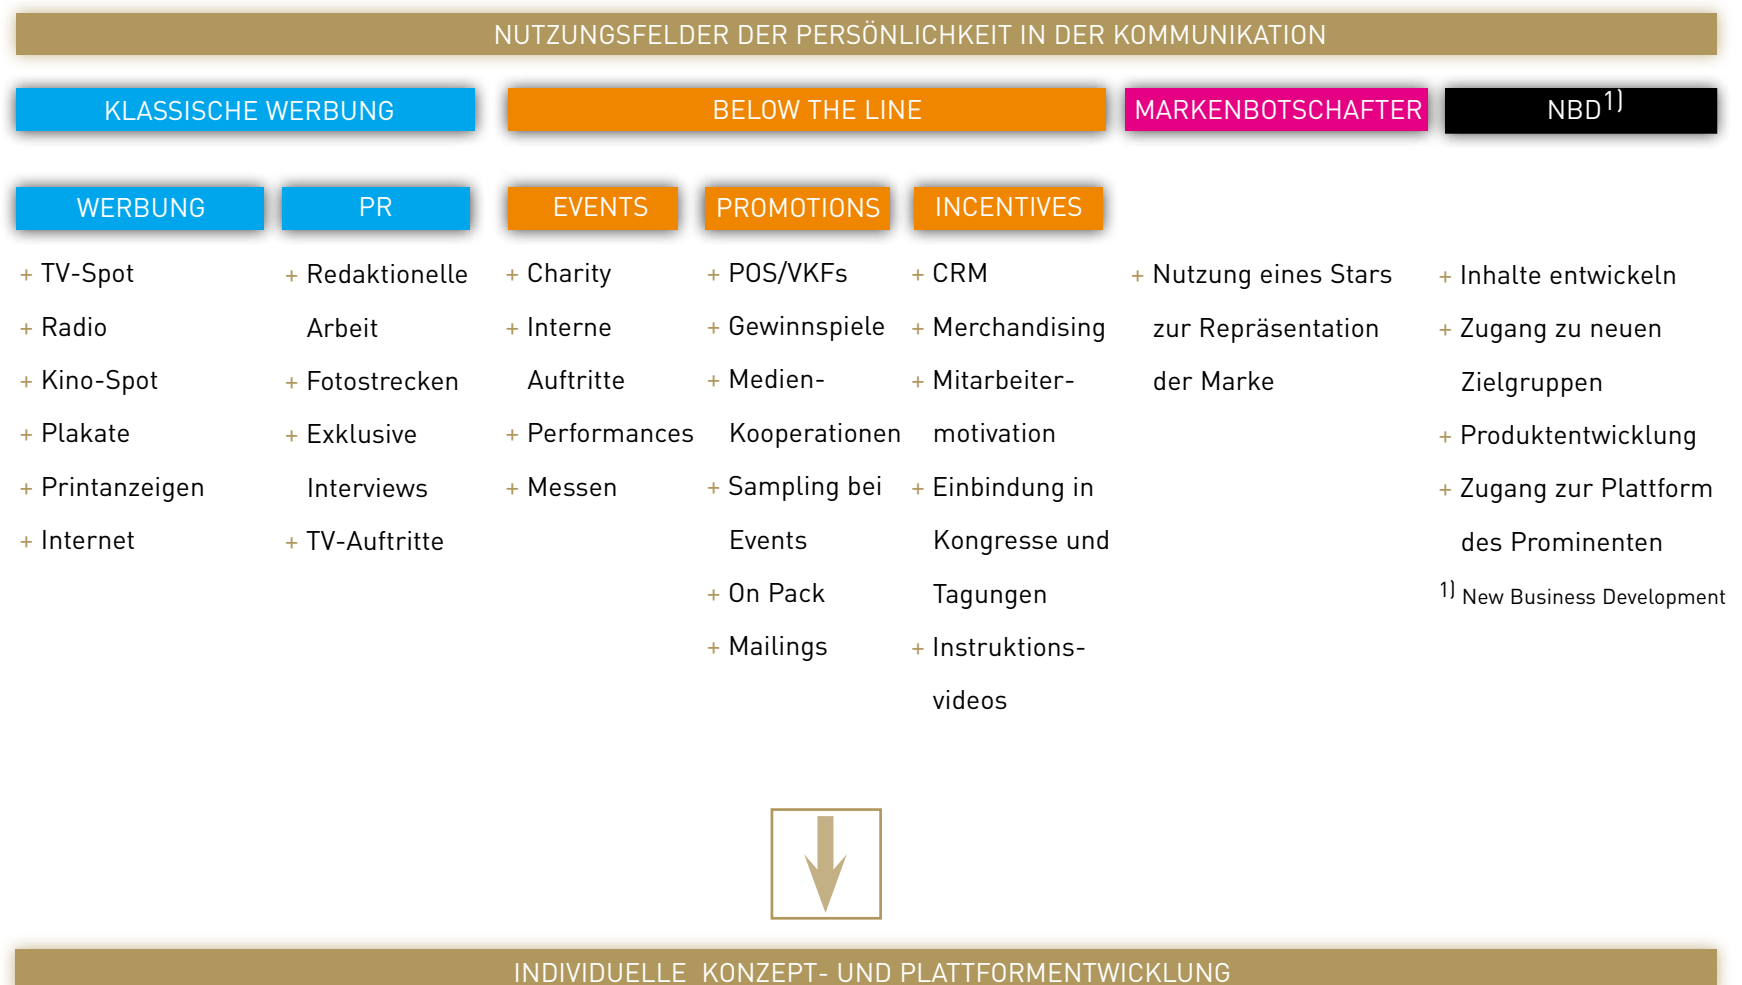 NUTZUNGSFELDER DER PERSÖNLICHKEIT IN DER KOMMUNIKATION
KLASSISCHE WERBUNG
BELOW THE LINE
MARKENBOTSCHAFTER
NBD1)
WERBUNG
+ TV-Spot
+ Radio
+ Kino-Spot
+ Plakate
+ Printanzeigen
+ Internet
PR
+ Redaktionelle
Arbeit
+ Fotostrecken
+ Exklusive
Interviews
+ TV-Auftritte
EVENTS
+ Charity
+ Interne
Auftritte
+ Performances
+ Messen
PROMOTIONS
+ POS/VKFs
+ Gewinnspiele
+ Medien-
Kooperationen
+ Sampling bei
Events
+ On Pack
+ Mailings
INCENTIVES
+ CRM
+ Merchandising
+ Mitarbeiter-
motivation
+ Einbindung in
Kongresse und
Tagungen
+ Instruktions-
videos
+ Nutzung eines Stars
zur Repräsentation
der Marke
+ Inhalte entwickeln
+ Zugang zu neuen
Zielgruppen
+ Produktentwicklung
+ Zugang zur Plattform
des Prominenten
1) New Business Development
INDIVIDUELLE KONZEPT- UND PLATTFORMENTWICKLUNG